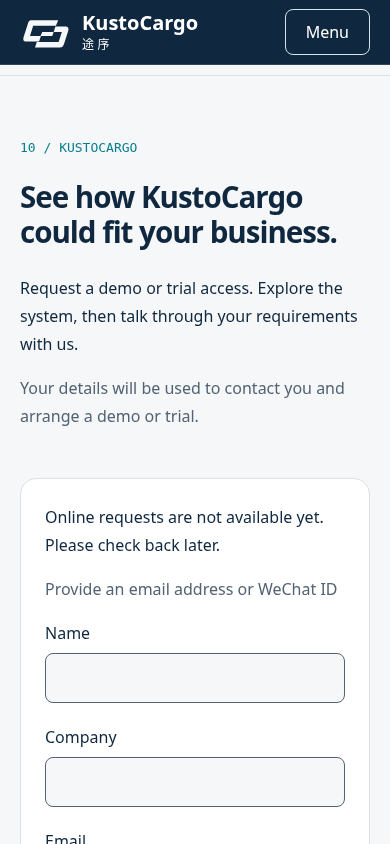 KustoCargo
途序
Menu
10 / KUSTOCARGO
See how KustoCargo
could fit your business.
Request a demo or trial access. Explore the
system, then talk through your requirements
with us.
Your details will be used to contact you and
arrange a demo or trial.
Online requests are not available yet.
Please check back later.
Provide an email address or WeChat ID
Name
Company
Email